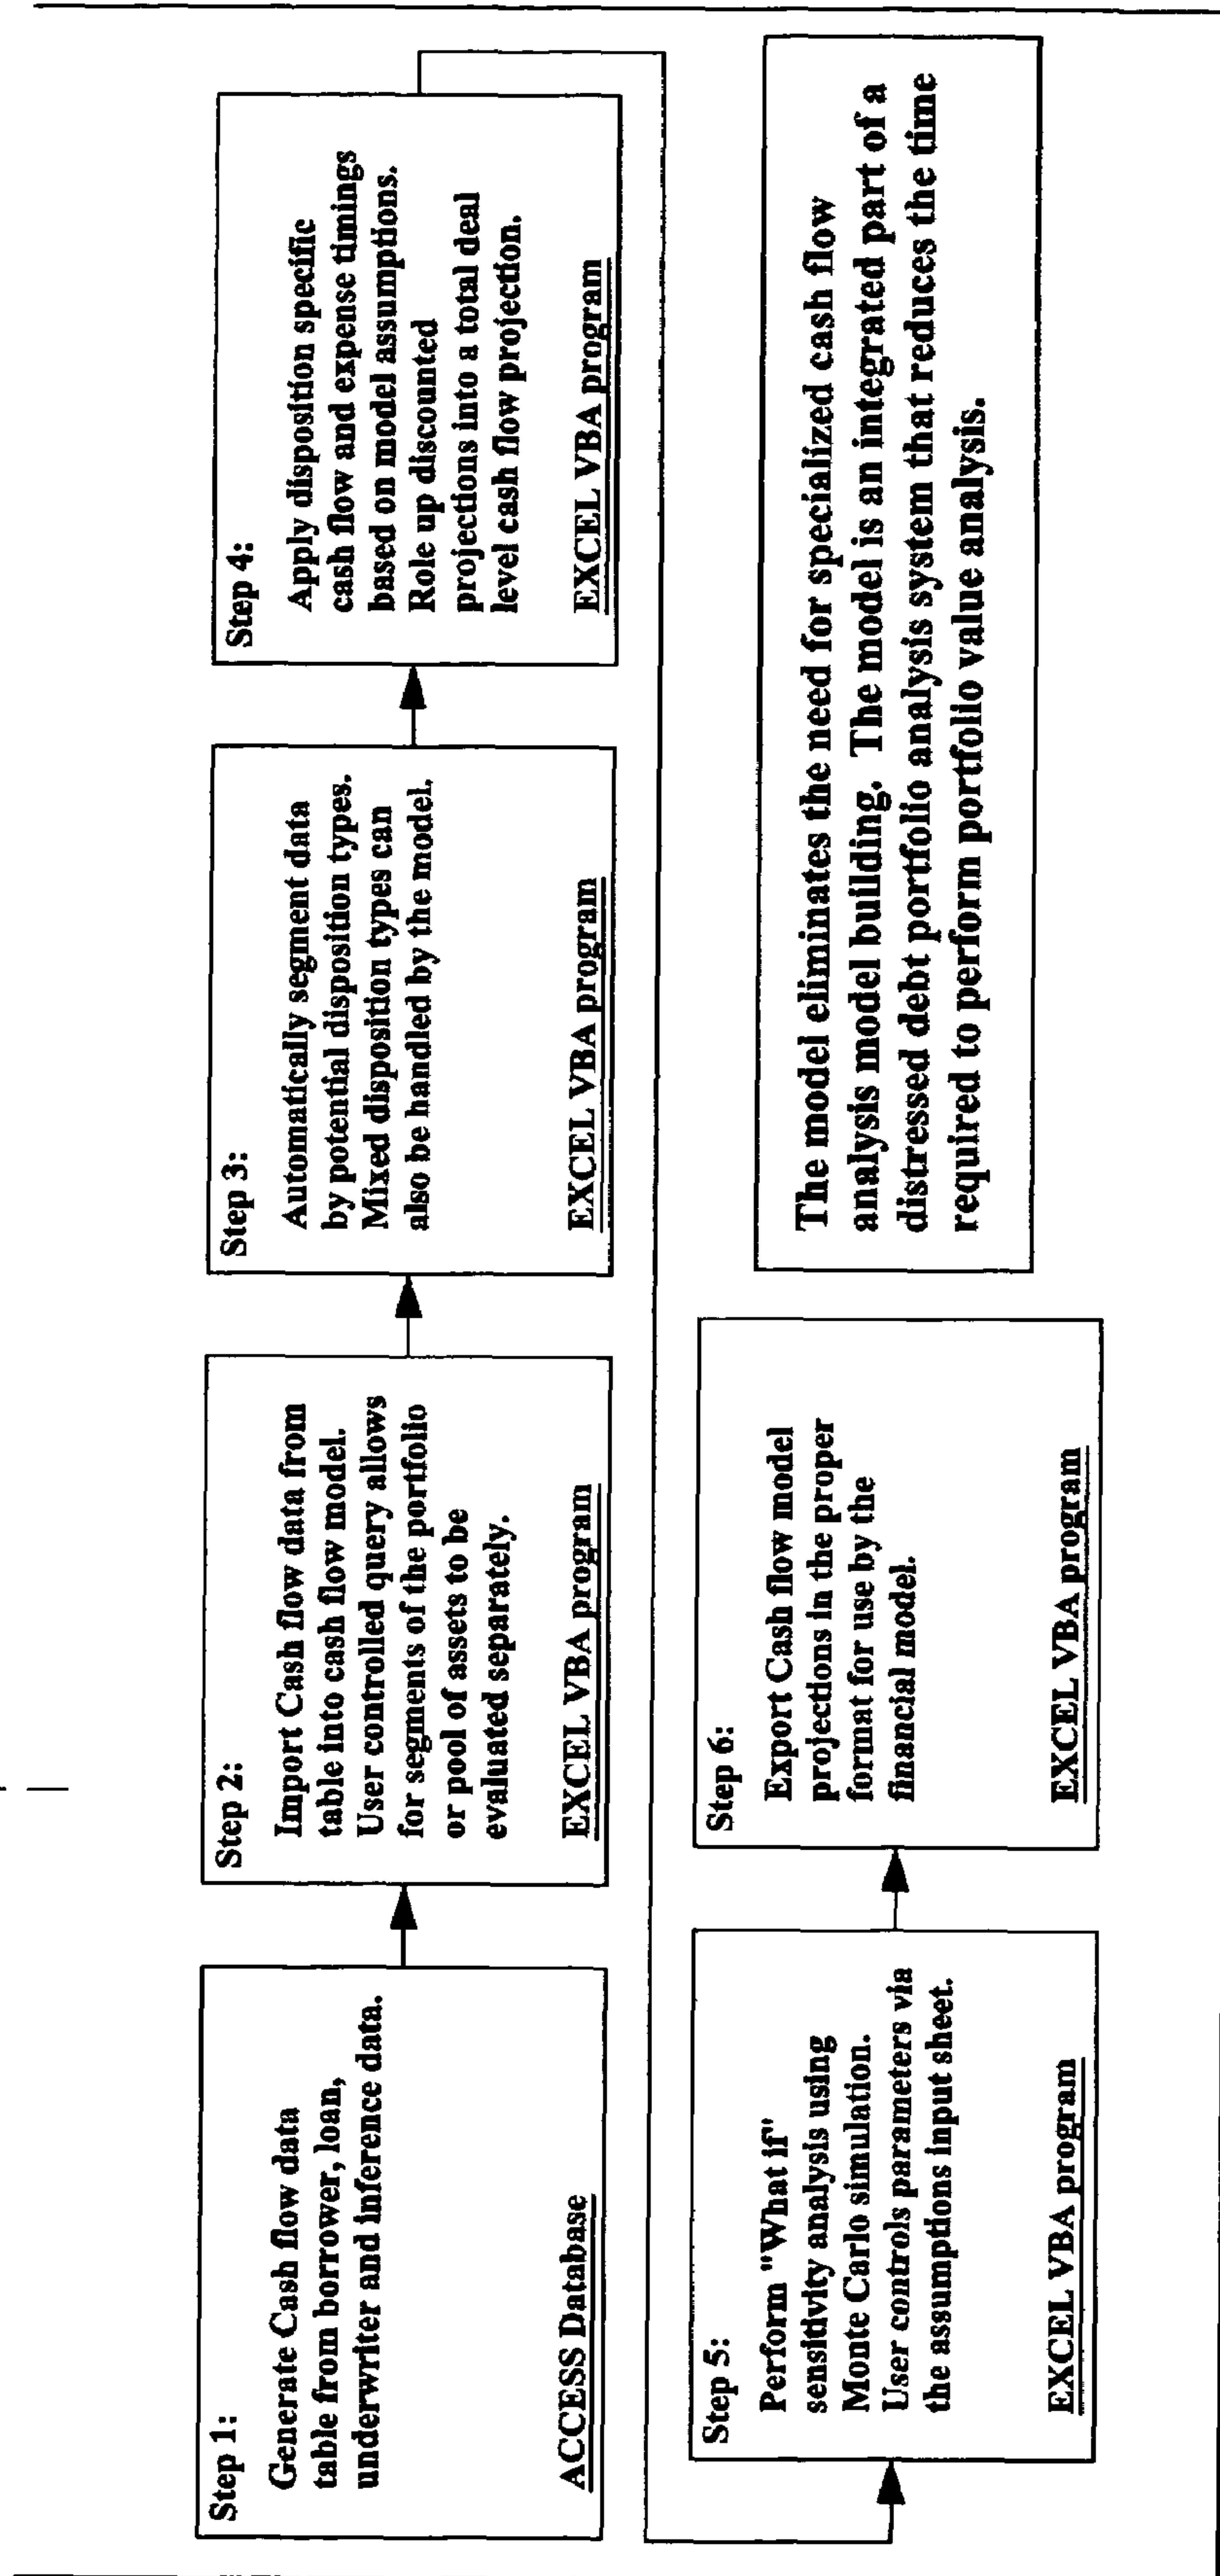 Step 1:
Generate Cash flow data
table from borrower, loan,
underwriter and inference data.
ACCESS Database
Step 2:
Import Cash flow data from
table into cash flow model.
User controlled query allows
for segments of the portfolio
or pool of assets to be
evaluated separately.
EXCEL VBA program
Step 3:
Automatically segment data
by potential disposition types.
Mixed disposition types can
also be handled by the model.
EXCEL VBA program
Step 4:
Apply disposition specific
cash flow and expense timings
based on model assumptions.
Role up discounted
projections into a total deal
level cash flow projection.
EXCEL VBA program
Step 5:
Perform "What if"
sensitivity analysis using
Monte Carlo simulation.
User controls parameters via
the assumptions input sheet.
EXCEL VBA program
Step 6:
Export Cash flow model
projections in the proper
format for use by the
financial model.
EXCEL VBA program
The model eliminates the need for specialized cash flow
analysis model building.  The model is an integrated part of a
distressed debt portfolio analysis system that reduces the time
required to perform portfolio value analysis.